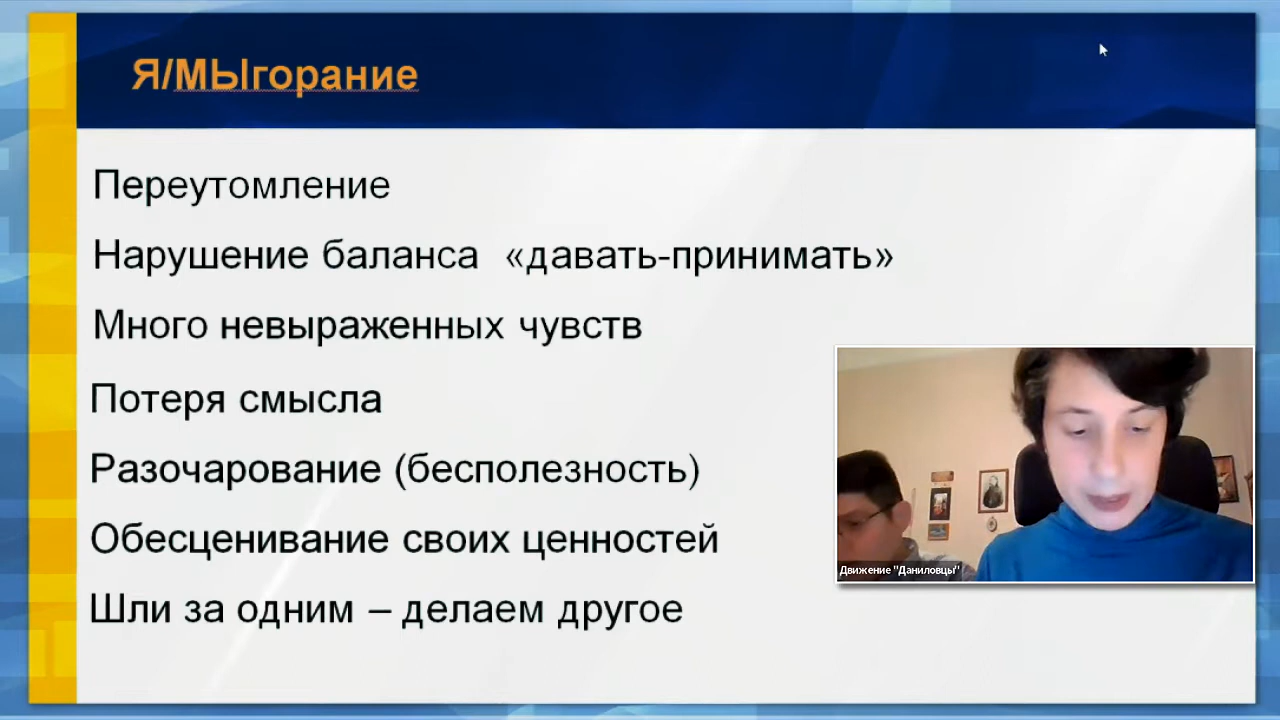 Я/МЫгорание
Переутомление
Нарушение баланса «давать-принимать»
Много невыраженных чувств
Потеря смысла
Разочарование (бесполезность)
Обесценивание своих ценностей
Шли за одним – делаем другое
Движение "Даниловцы"